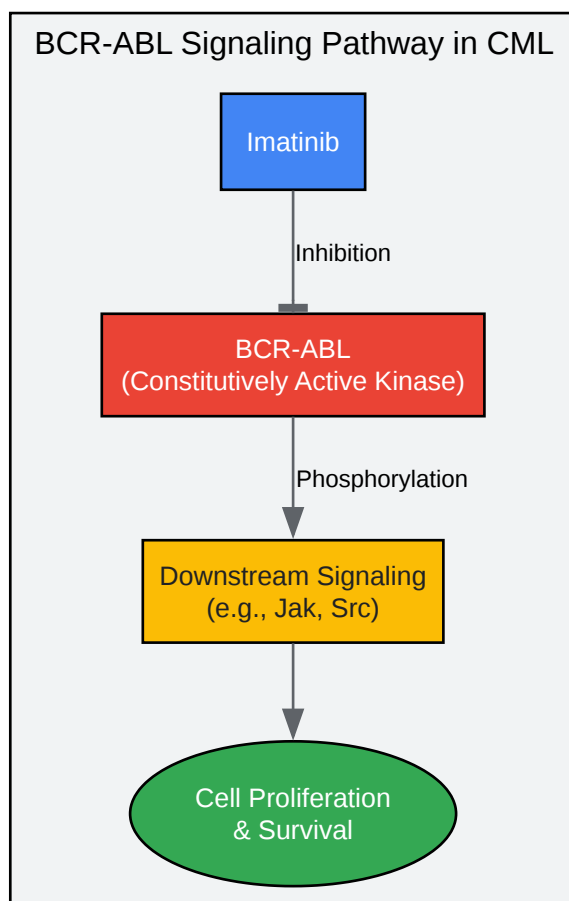 BCR-ABL Signaling Pathway in CML
Imatinib
Inhibition
BCR-ABL
(Constitutively Active Kinase)
Phosphorylation
Downstream Signaling
(e.g., Jak, Src)
Cell Proliferation
& Survival